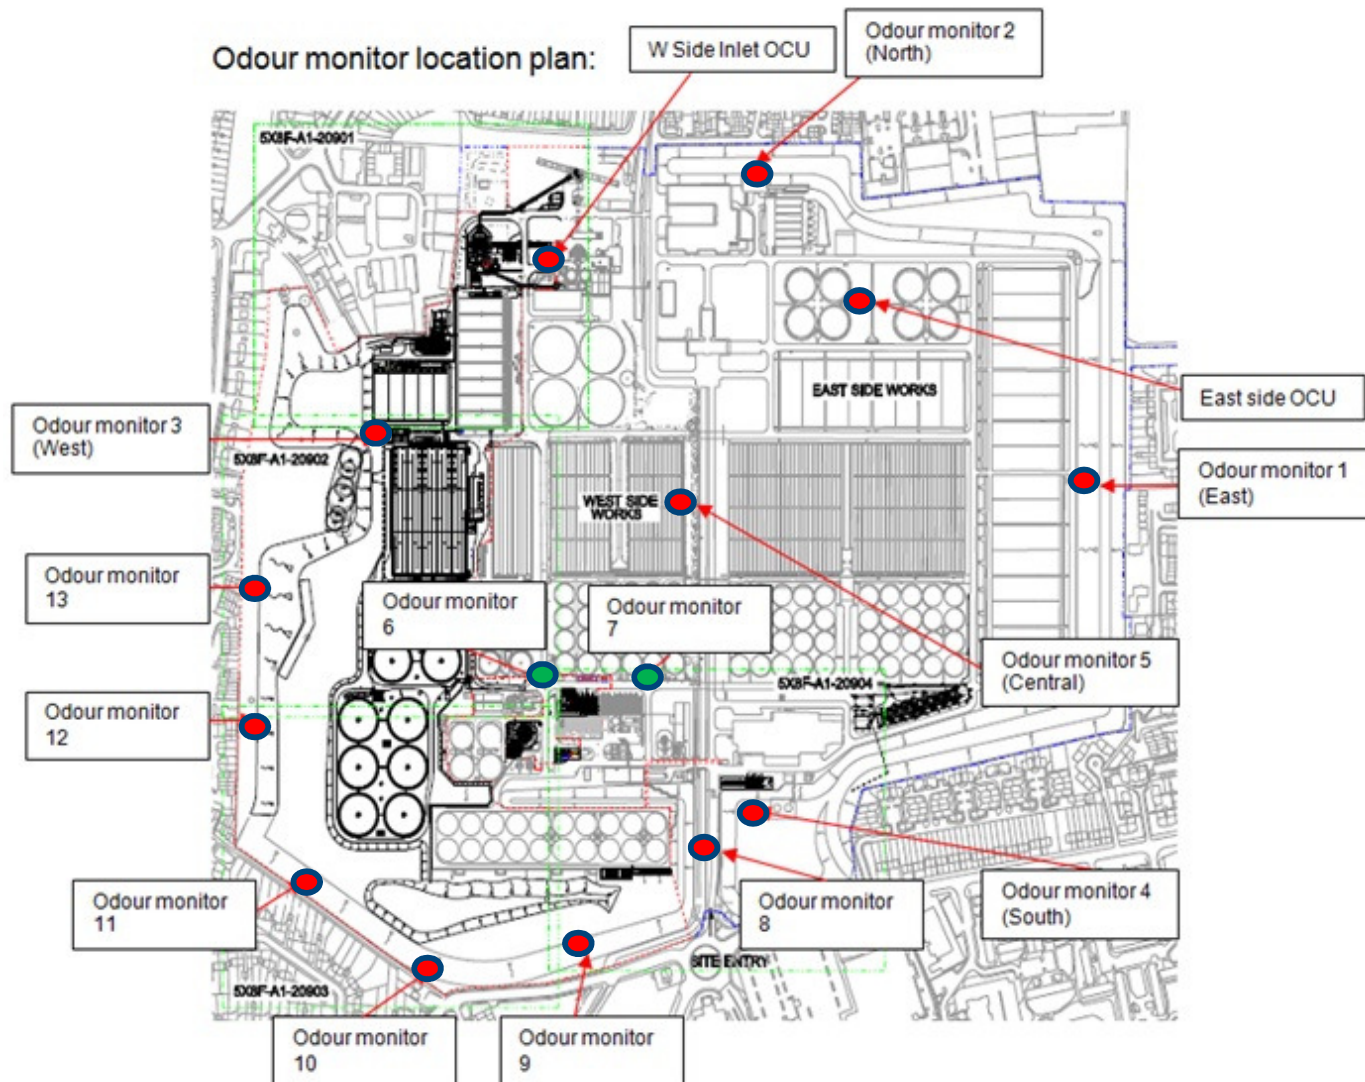 Odour monitor location plan:
W Side Inlet OCU
Odour monitor 2
(North)
5X8F-A1-20901
EAST SIDE WORKS
East side OCU
Odour monitor 3
(West)
5X8F-A1-20902
Odour monitor 1
(East)
WEST SIDE
WORKS
Odour monitor
13
Odour monitor
6
Odour monitor
7
Odour monitor 5
(Central)
5X8F-A1-20904
Odour monitor
12
Odour monitor
11
Odour monitor
8
Odour monitor 4
(South)
SITE ENTRY
5X8F-A1-20903
Odour monitor
10
Odour monitor
9